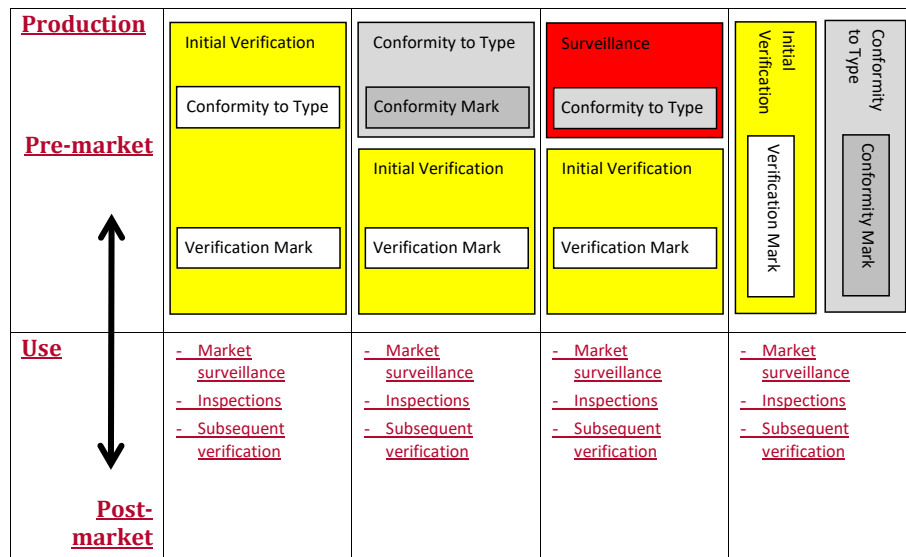 Production
Pre-market
Initial Verification
Conformity to Type
Verification Mark
Conformity to Type
Conformity Mark
Initial Verification
Verification Mark
Surveillance
Conformity to Type
Initial Verification
Verification Mark
Initial
Verification
Verification Mark
Conformity
to Type
Conformity Mark
Use
Post-
market
- Market
surveillance
- Inspections
- Subsequent
verification
- Market
surveillance
- Inspections
- Subsequent
verification
- Market
surveillance
- Inspections
- Subsequent
verification
- Market
surveillance
- Inspections
- Subsequent
verification